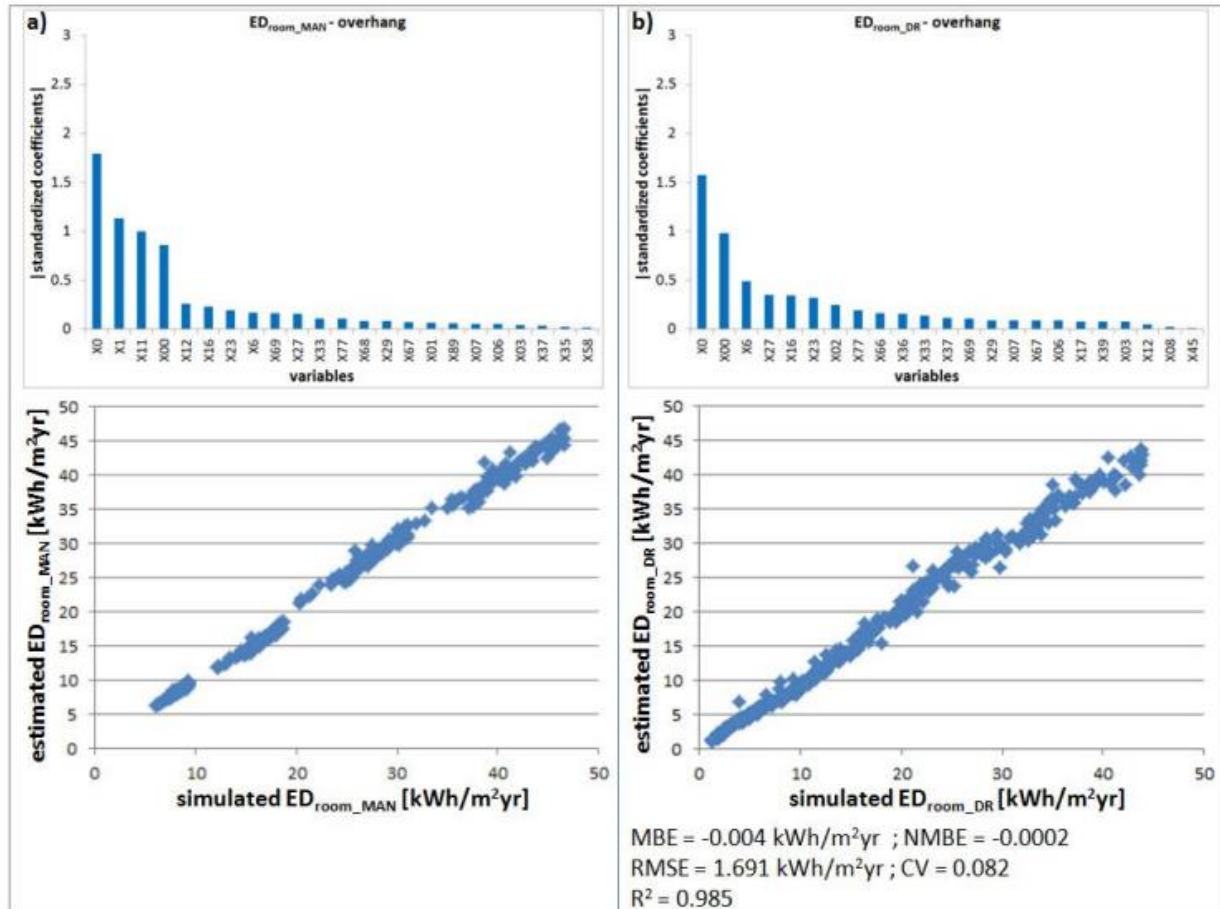 a)
ED_room_MAN - overhang
3
2.5
2
1.5
1
0.5
0
|standardized coefficients|
X0 X1 X11 X00 X12 X16 X23 X6 X69 X27 X33 X77 X68 X29 X67 X01 X89 X07 X06 X03 X37 X35 X58
variables
50
45
40
35
30
25
20
15
10
5
0
estimated ED_room_MAN [kWh/m²yr]
0 10 20 30 40 50
simulated ED_room_MAN [kWh/m²yr]
b)
ED_room_DR - overhang
3
2.5
2
1.5
1
0.5
0
|standardized coefficients|
X0 X00 X6 X27 X16 X23 X02 X77 X66 X36 X33 X37 X69 X29 X07 X67 X06 X17 X39 X03 X12 X08 X45
variables
50
45
40
35
30
25
20
15
10
5
0
estimated ED_room_DR [kWh/m²yr]
0 10 20 30 40 50
simulated ED_room_DR [kWh/m²yr]
MBE = -0.004 kWh/m²yr ; NMBE = -0.0002
RMSE = 1.691 kWh/m²yr ; CV = 0.082
R² = 0.985